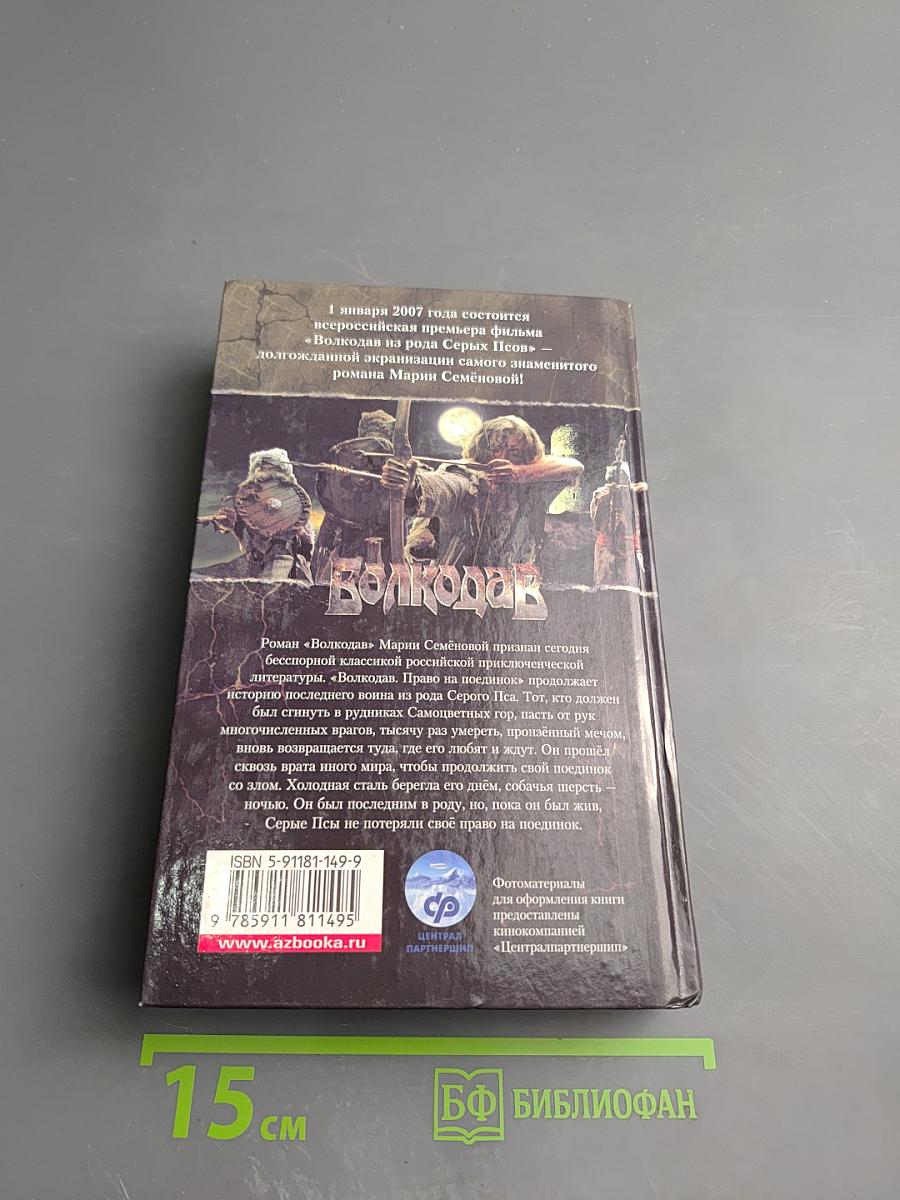 1 января 2007 года состоится
всероссийская премьера фильма
«Волкодав из рода Серых Псов» —
долгожданной экранизации самого знаменитого
романа Марии Семёновой!
Волкодав
Роман «Волкодав» Марии Семёновой признан сегодня
бесспорной классикой российской приключенческой
литературы. «Волкодав. Право на поединок» продолжает
историю последнего воина из рода Серого Пса. Тот, кто должен
был сгинуть в рудниках Самоцветных гор, пасть от рук
многочисленных врагов, тысячу раз умереть, пронзённый мечом,
вновь возвращается туда, где его любят и ждут. Он прошёл
сквозь врата иного мира, чтобы продолжить свой поединок
со злом. Холодная сталь берегла его днём, собачья шерсть —
ночью. Он был последним в роду, но, пока он был жив,
Серые Псы не потеряли своё право на поединок.
ISBN 5-91181-149-9
9 785911 811495
www.azbooka.ru
ср
ЦЕНТРАЛ
ПАРТНЕРШИП
Фотоматериалы
для оформления книги
предоставлены
кинокомпанией
«Централпартнершип»
15 см
БФ БИБЛИОФАН